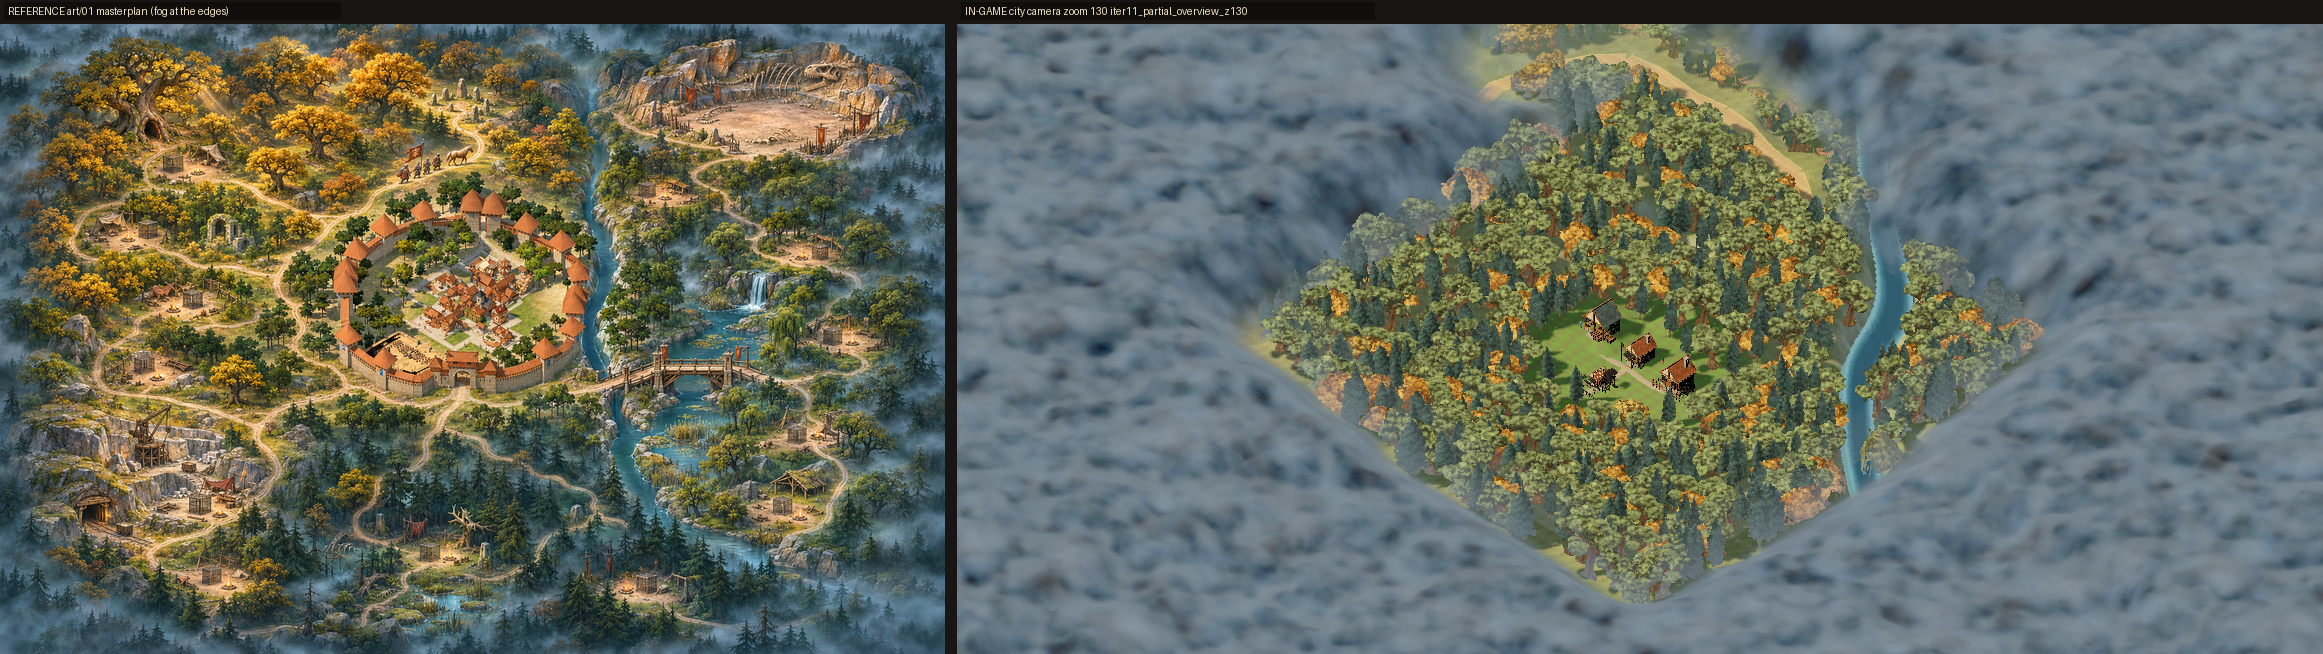 REFERENCE art/01 masterplan (fog at the edges)
IN-GAME city camera zoom 130 iter11_partial_overview_z130